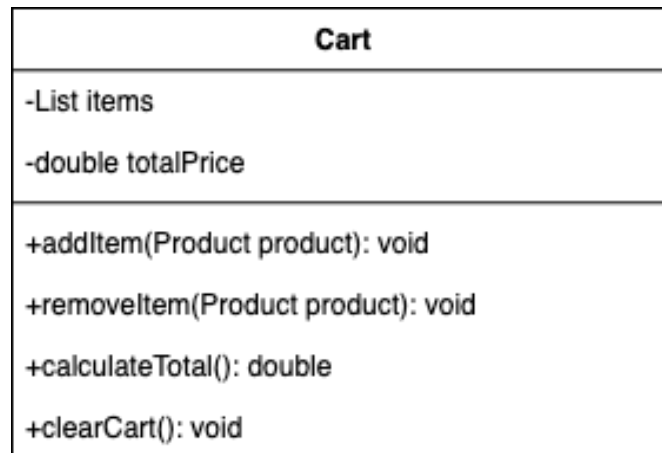 Cart
-List items
-double totalPrice
+addItem(Product product): void
+removeItem(Product product): void
+calculateTotal(): double
+clearCart(): void